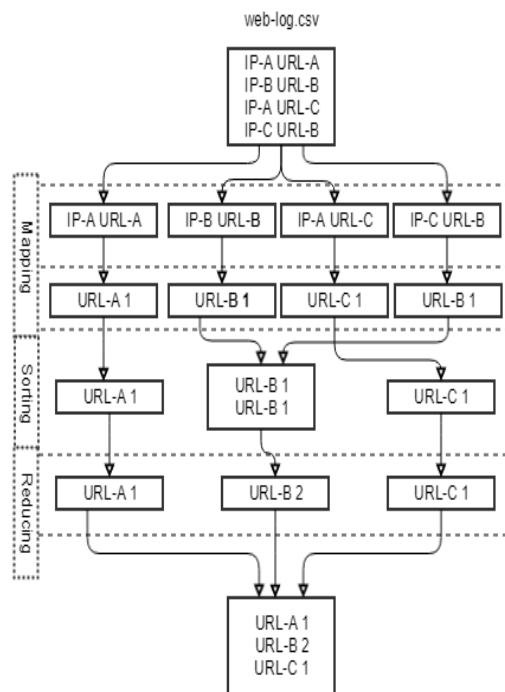 web-log.csv
IP-A URL-A
IP-B URL-B
IP-A URL-C
IP-C URL-B
Mapping
IP-A URL-A
IP-B URL-B
IP-A URL-C
IP-C URL-B
URL-A 1
URL-B 1
URL-C 1
URL-B 1
Sorting
URL-A 1
URL-B 1
URL-B 1
URL-C 1
Reducing
URL-A 1
URL-B 2
URL-C 1
URL-A 1
URL-B 2
URL-C 1